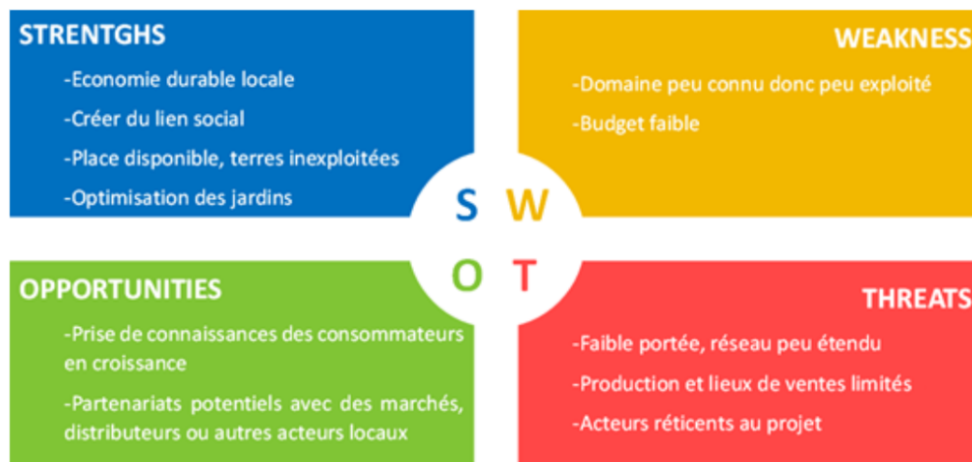 STRENTGHS
-Economie durable locale
-Créer du lien social
-Place disponible, terres inexploitées
-Optimisation des jardins
WEAKNESS
-Domaine peu connu donc peu exploité
-Budget faible
S W
O T
OPPORTUNITIES
-Prise de connaissances des consommateurs
en croissance
-Partenariats potentiels avec des marchés,
distributeurs ou autres acteurs locaux
THREATS
-Faible portée, réseau peu étendu
-Production et lieux de ventes limités
-Acteurs réticents au projet